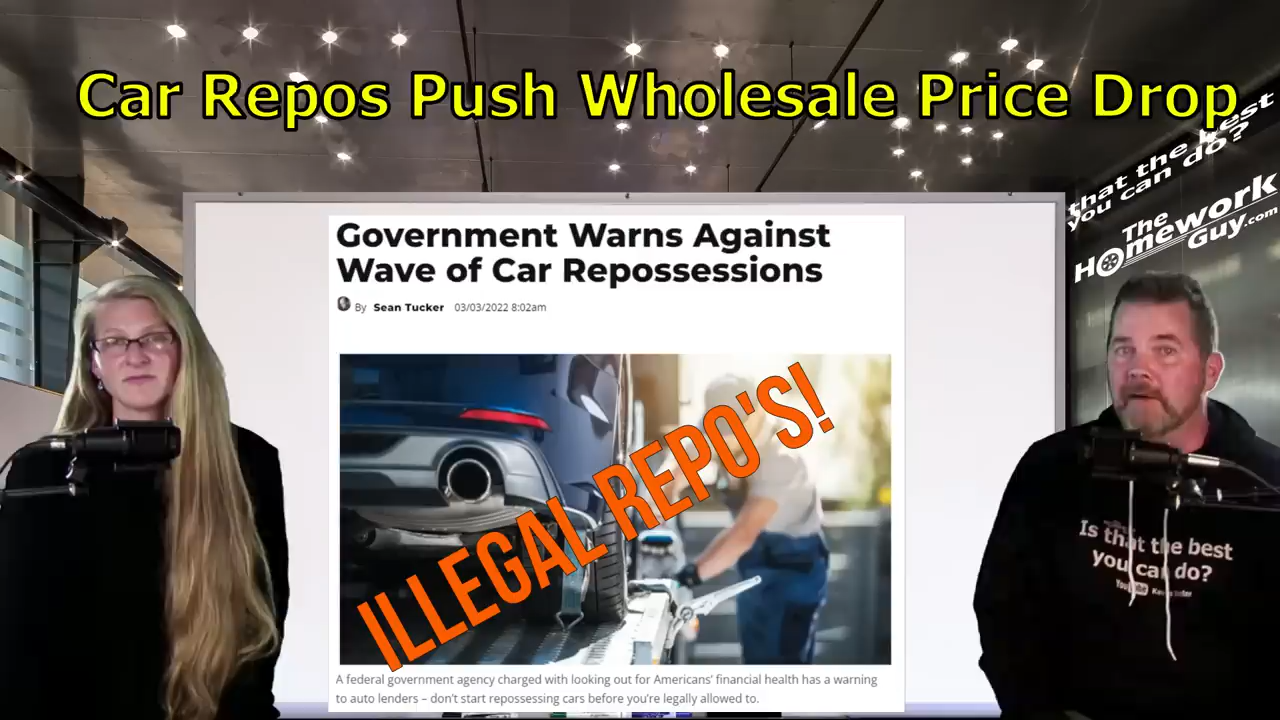 Car Repos Push Wholesale Price Drop
that the best
you can do?
The
Homework
Guy.com
Government Warns Against
Wave of Car Repossessions
By Sean Tucker 03/03/2022 8:02am
ILLEGAL REPO'S!
A federal government agency charged with looking out for Americans' financial health has a warning
to auto lenders – don't start repossessing cars before you're legally allowed to.
Is that the best
you can do?